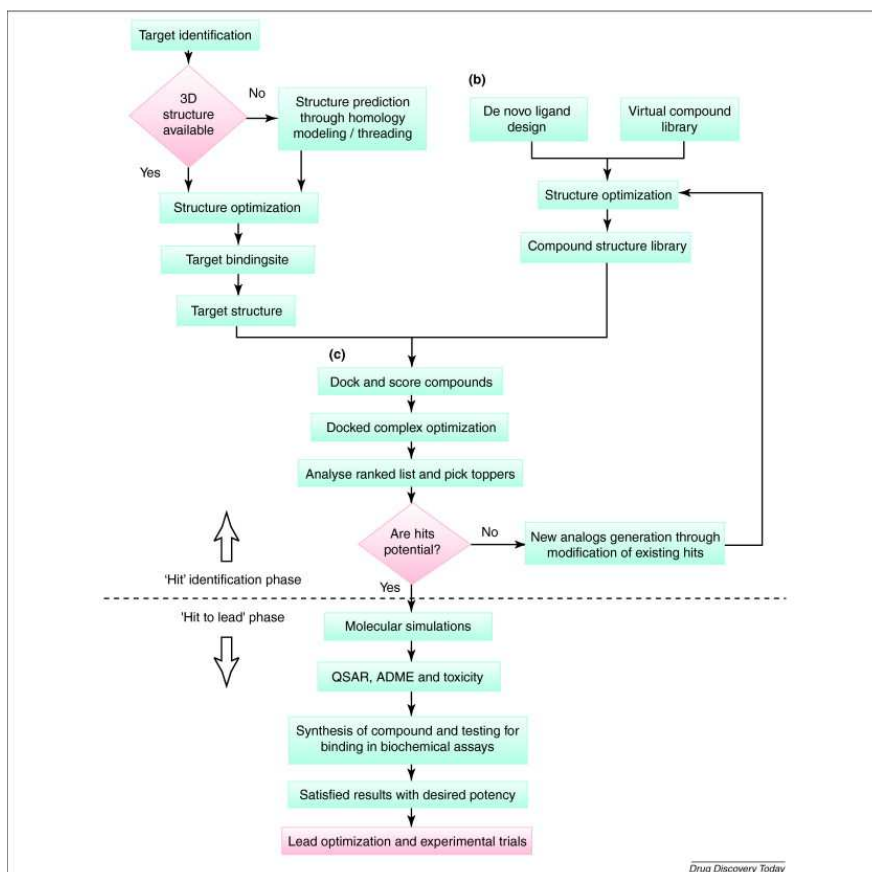 Target identification
3D
structure
available
No
Yes
Structure prediction
through homology
modeling / threading
Structure optimization
Target bindingsite
Target structure
(b)
De novo ligand
design
Virtual compound
library
Structure optimization
Compound structure library
(c)
Dock and score compounds
Docked complex optimization
Analyse ranked list and pick toppers
Are hits
potential?
No
New analogs generation through
modification of existing hits
Yes
'Hit' identification phase
'Hit to lead' phase
Molecular simulations
QSAR, ADME and toxicity
Synthesis of compound and testing for
binding in biochemical assays
Satisfied results with desired potency
Lead optimization and experimental trials
Drug Discovery Today